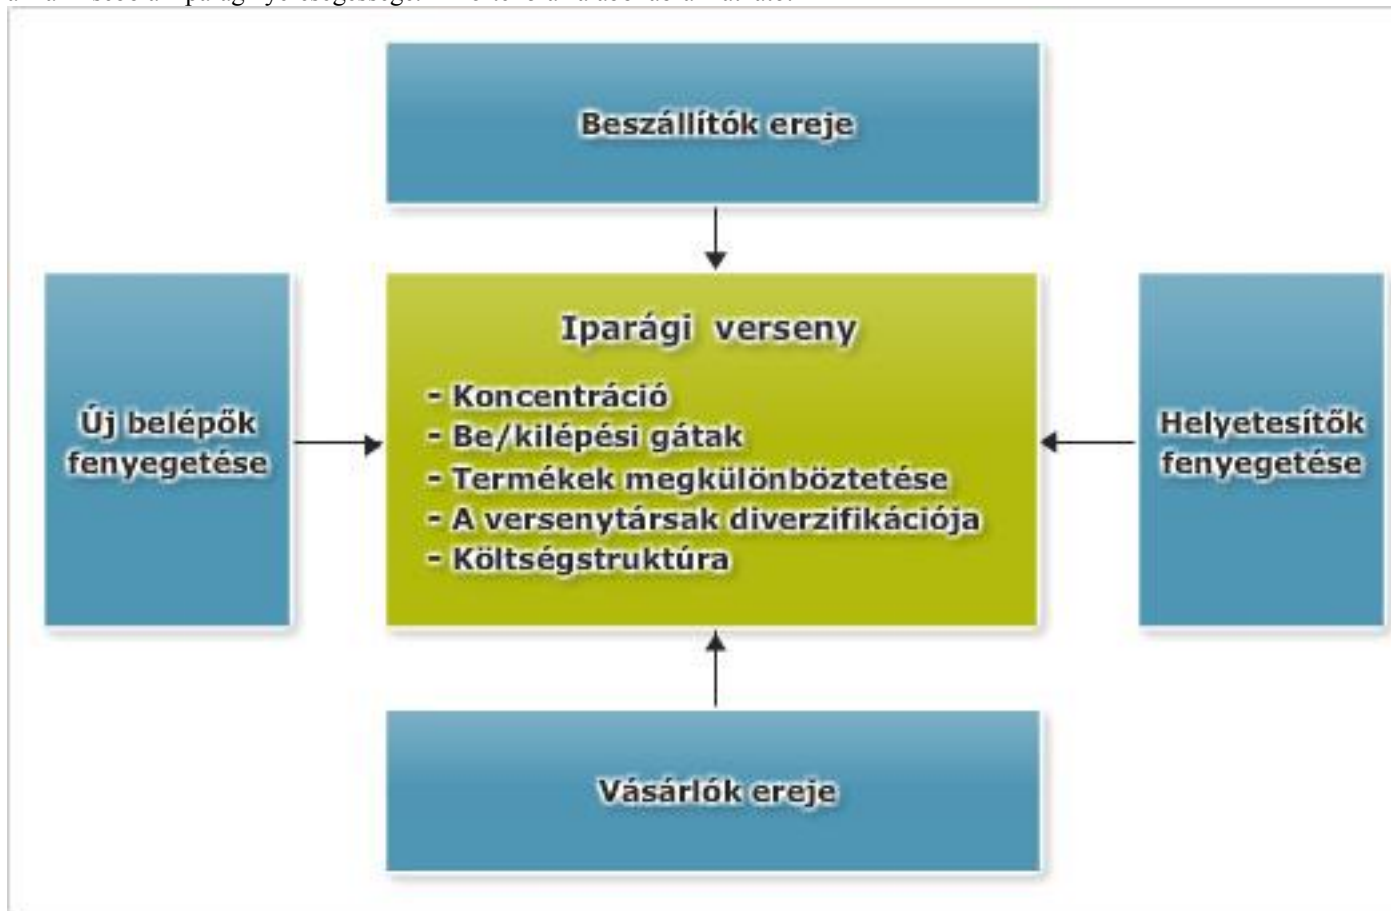 Beszállítók ereje
Új belépők
fenyegetése
Iparági verseny
- Koncentráció
- Be/kilépési gátak
- Termékek megkülönböztetése
- A versenytársak diverzifikációja
- Költségstruktúra
Helyetesítők
fenyegetése
Vásárlók ereje